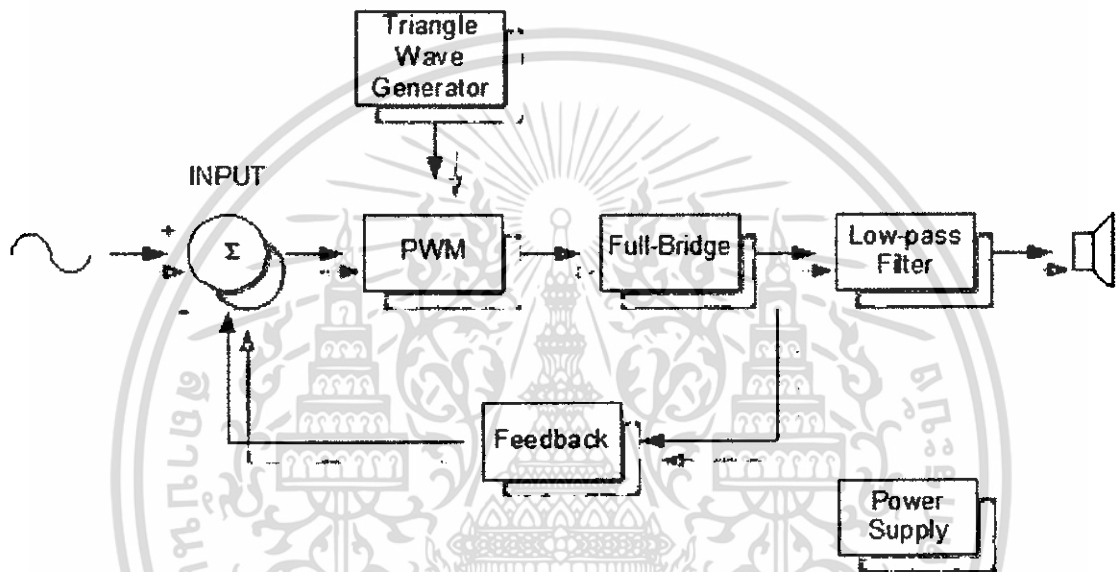 Triangle
Wave
Generator
INPUT
+
Σ
-
PWM
Full-Bridge
Low-pass
Filter
Feedback
Power
Supply